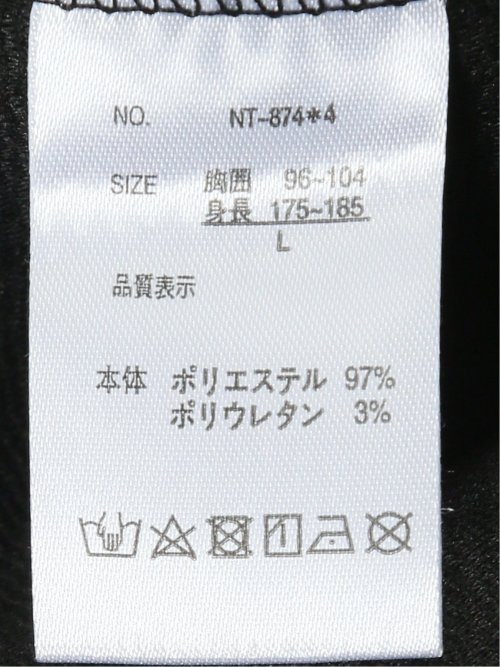 NO. NT-874*4
SIZE 胸囲 96~104
身長 175~185
L
品質表示
本体 ポリエステル 97%
ポリウレタン 3%